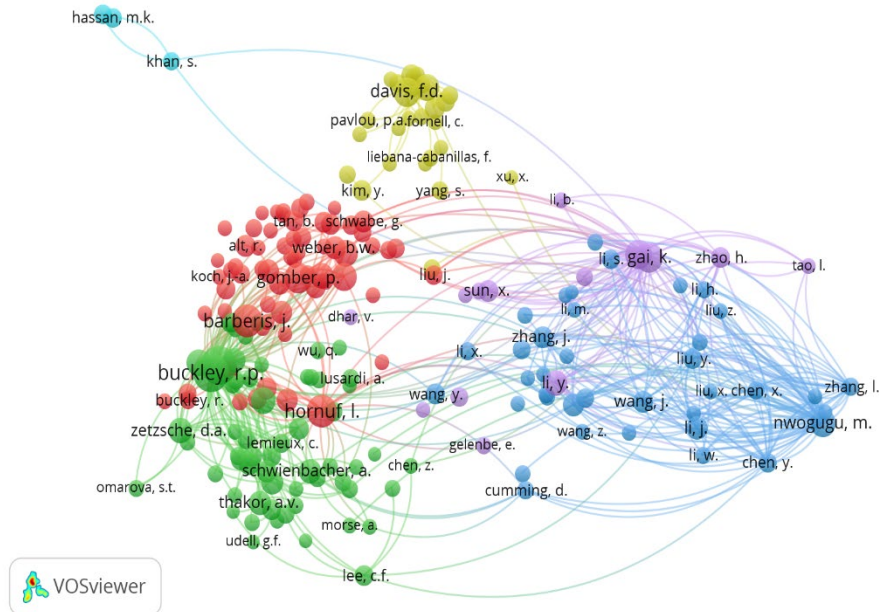 hassan, m.k.
khan, s.
davis, f.d.
pavlou, p.a.
fornell, c.
liebana-cabanillas, f.
kim, y.
yang, s.
xu, x.
li, b.
tan, b.
schwabe, g.
alt, r.
weber, b.w.
koch, j.-a.
gomber, p.
liu, j.
li, s.
gai, k.
zhao, h.
tao, l.
sun, x.
li, h.
barberis, j.
dhar, v.
li, m.
liu, z.
zhang, j.
wu, q.
li, x.
liu, y.
buckley, r.p.
lusardi, a.
li, y.
zhang, l.
buckley, r.
wang, y.
wang, j.
liu, x.
chen, x.
hornuf, l.
nwogugu, m.
zetzsche, d.a.
wang, z.
li, j.
lemieux, c.
gelenbe, e.
li, w.
schwienbacher, a.
chen, z.
chen, y.
omarova, s.t.
cumming, d.
thakor, a.v.
morse, a.
udell, g.f.
lee, c.f.
VOSviewer